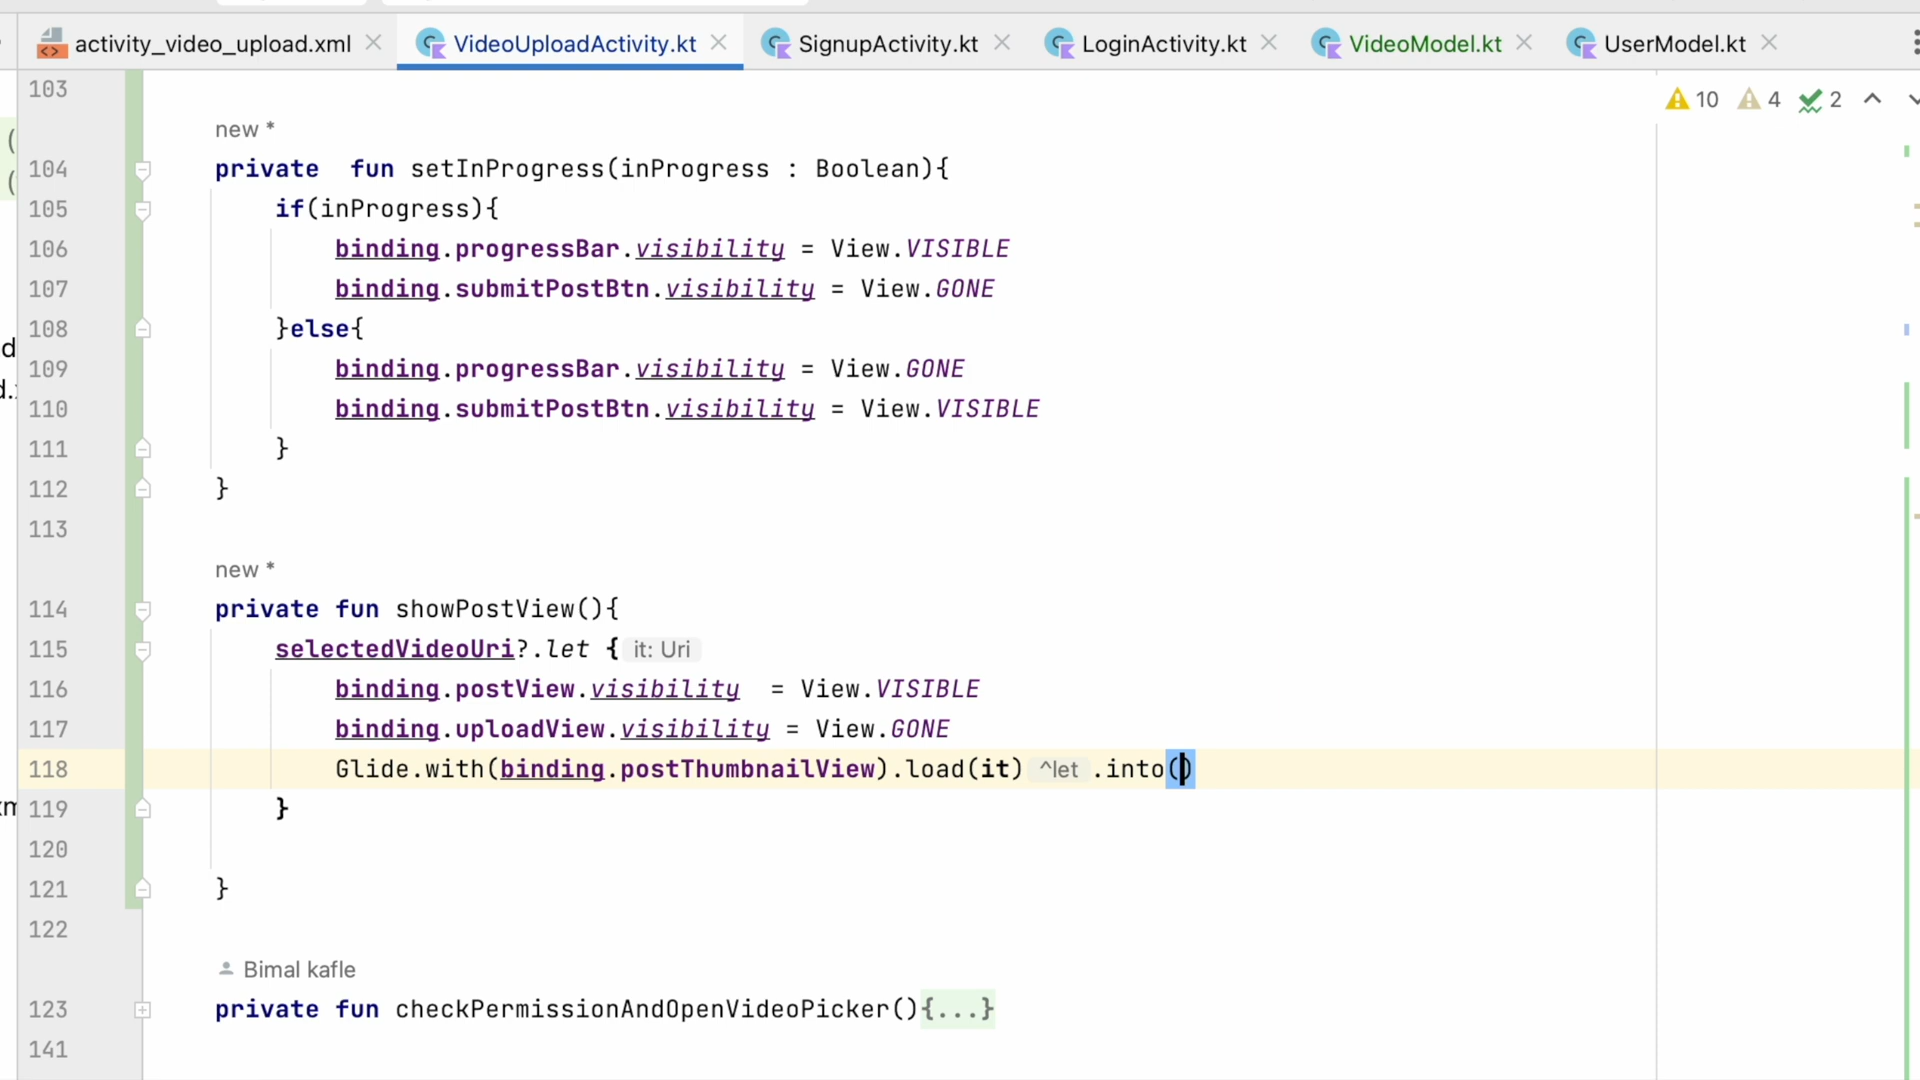 activity_video_upload.xml VideoUploadActivity.kt SignupActivity.kt LoginActivity.kt VideoModel.kt UserModel.kt
103
10 4 2
new *
104 private  fun setInProgress(inProgress : Boolean){
105 if(inProgress){
106 binding.progressBar.visibility = View.VISIBLE
107 binding.submitPostBtn.visibility = View.GONE
108 }else{
109 binding.progressBar.visibility = View.GONE
110 binding.submitPostBtn.visibility = View.VISIBLE
111 }
112 }
113
new *
114 private fun showPostView(){
115 selectedVideoUri?.let { it: Uri
116 binding.postView.visibility  = View.VISIBLE
117 binding.uploadView.visibility = View.GONE
118 Glide.with(binding.postThumbnailView).load(it) ^let .into()
119 }
120
121 }
122
Bimal kafle
123 private fun checkPermissionAndOpenVideoPicker(){...}
141